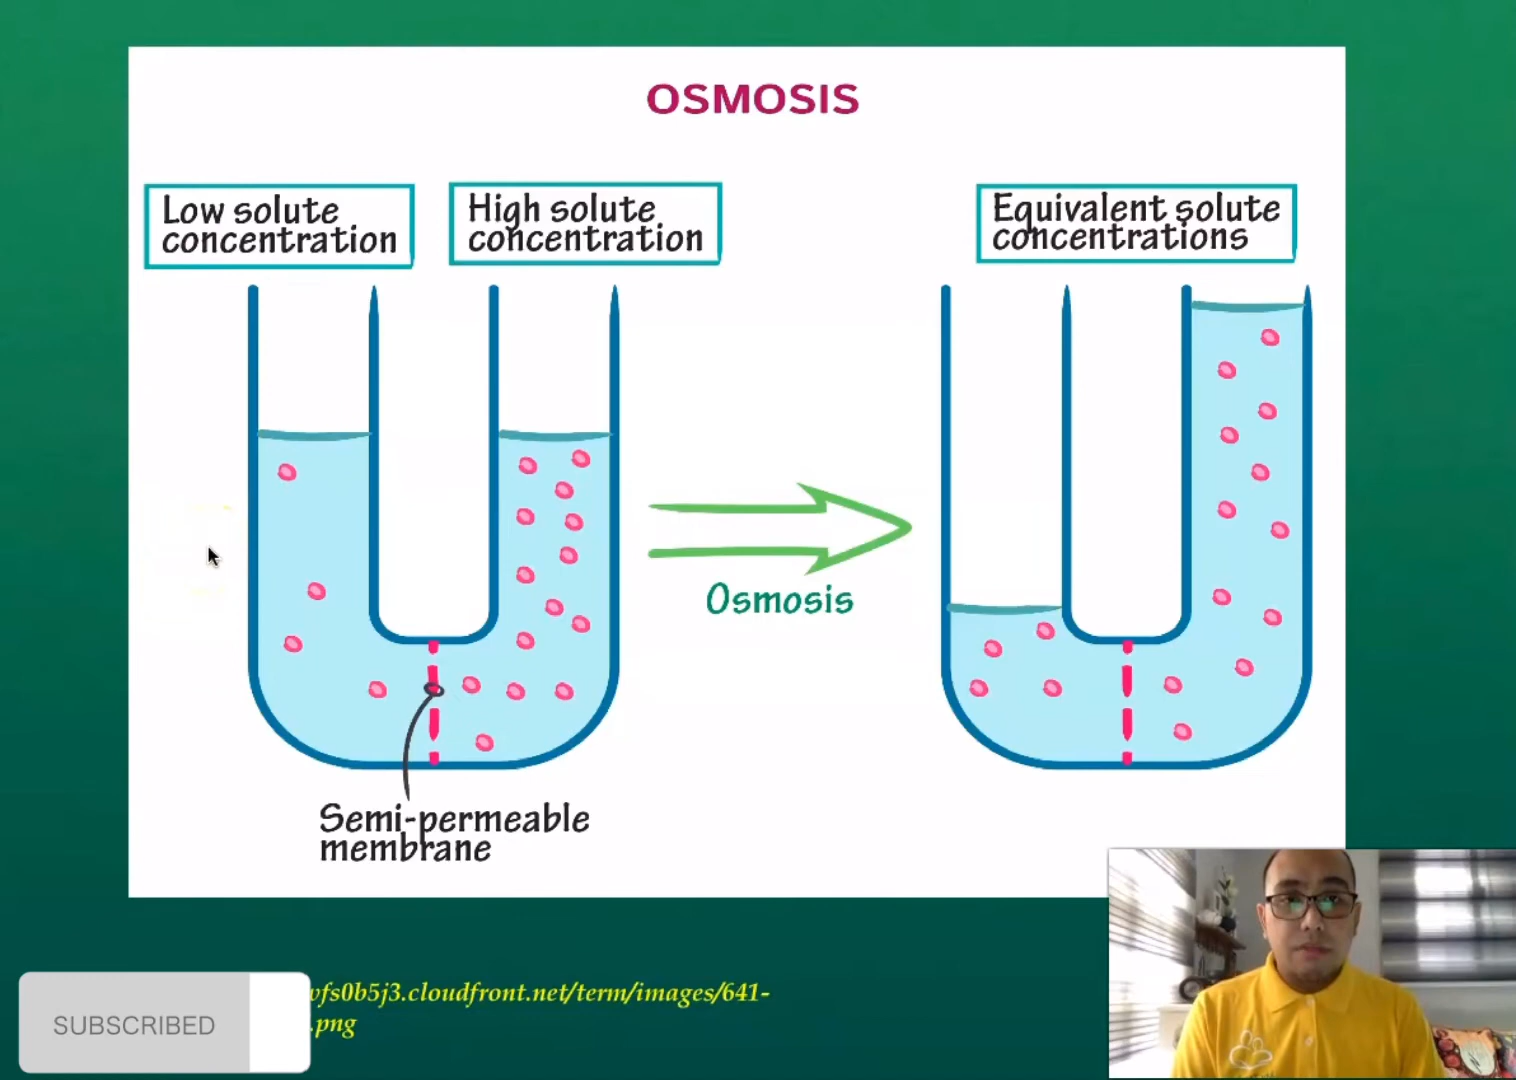 OSMOSIS
Low solute
concentration
High solute
concentration
Equivalent solute
concentrations
Osmosis
Semi-permeable
membrane
vfs0b5j3.cloudfront.net/term/images/641-
.png
SUBSCRIBED